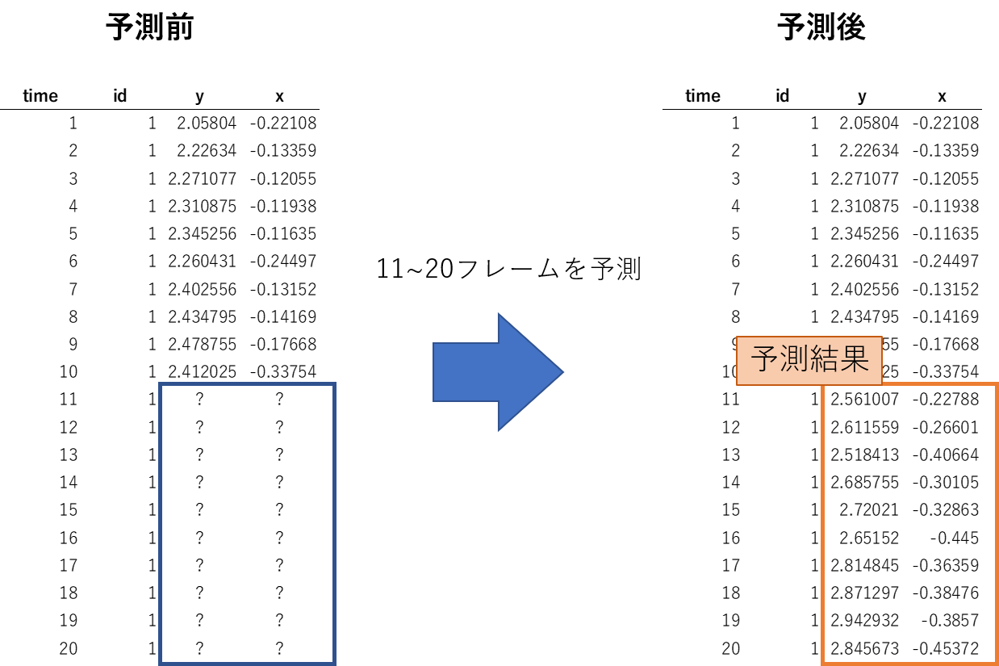 予測前
time id y x
1 1 2.05804 -0.22108
2 1 2.22634 -0.13359
3 1 2.271077 -0.12055
4 1 2.310875 -0.11938
5 1 2.345256 -0.11635
6 1 2.260431 -0.24497
7 1 2.402556 -0.13152
8 1 2.434795 -0.14169
9 1 2.478755 -0.17668
10 1 2.412025 -0.33754
11 1 ? ?
12 1 ? ?
13 1 ? ?
14 1 ? ?
15 1 ? ?
16 1 ? ?
17 1 ? ?
18 1 ? ?
19 1 ? ?
20 1 ? ?
11~20フレームを予測
予測後
time id y x
1 1 2.05804 -0.22108
2 1 2.22634 -0.13359
3 1 2.271077 -0.12055
4 1 2.310875 -0.11938
5 1 2.345256 -0.11635
6 1 2.260431 -0.24497
7 1 2.402556 -0.13152
8 1 2.434795 -0.14169
9 55 -0.17668
予測結果
10 25 -0.33754
11 1 2.561007 -0.22788
12 1 2.611559 -0.26601
13 1 2.518413 -0.40664
14 1 2.685755 -0.30105
15 1 2.72021 -0.32863
16 1 2.65152 -0.445
17 1 2.814845 -0.36359
18 1 2.871297 -0.38476
19 1 2.942932 -0.3857
20 1 2.845673 -0.45372